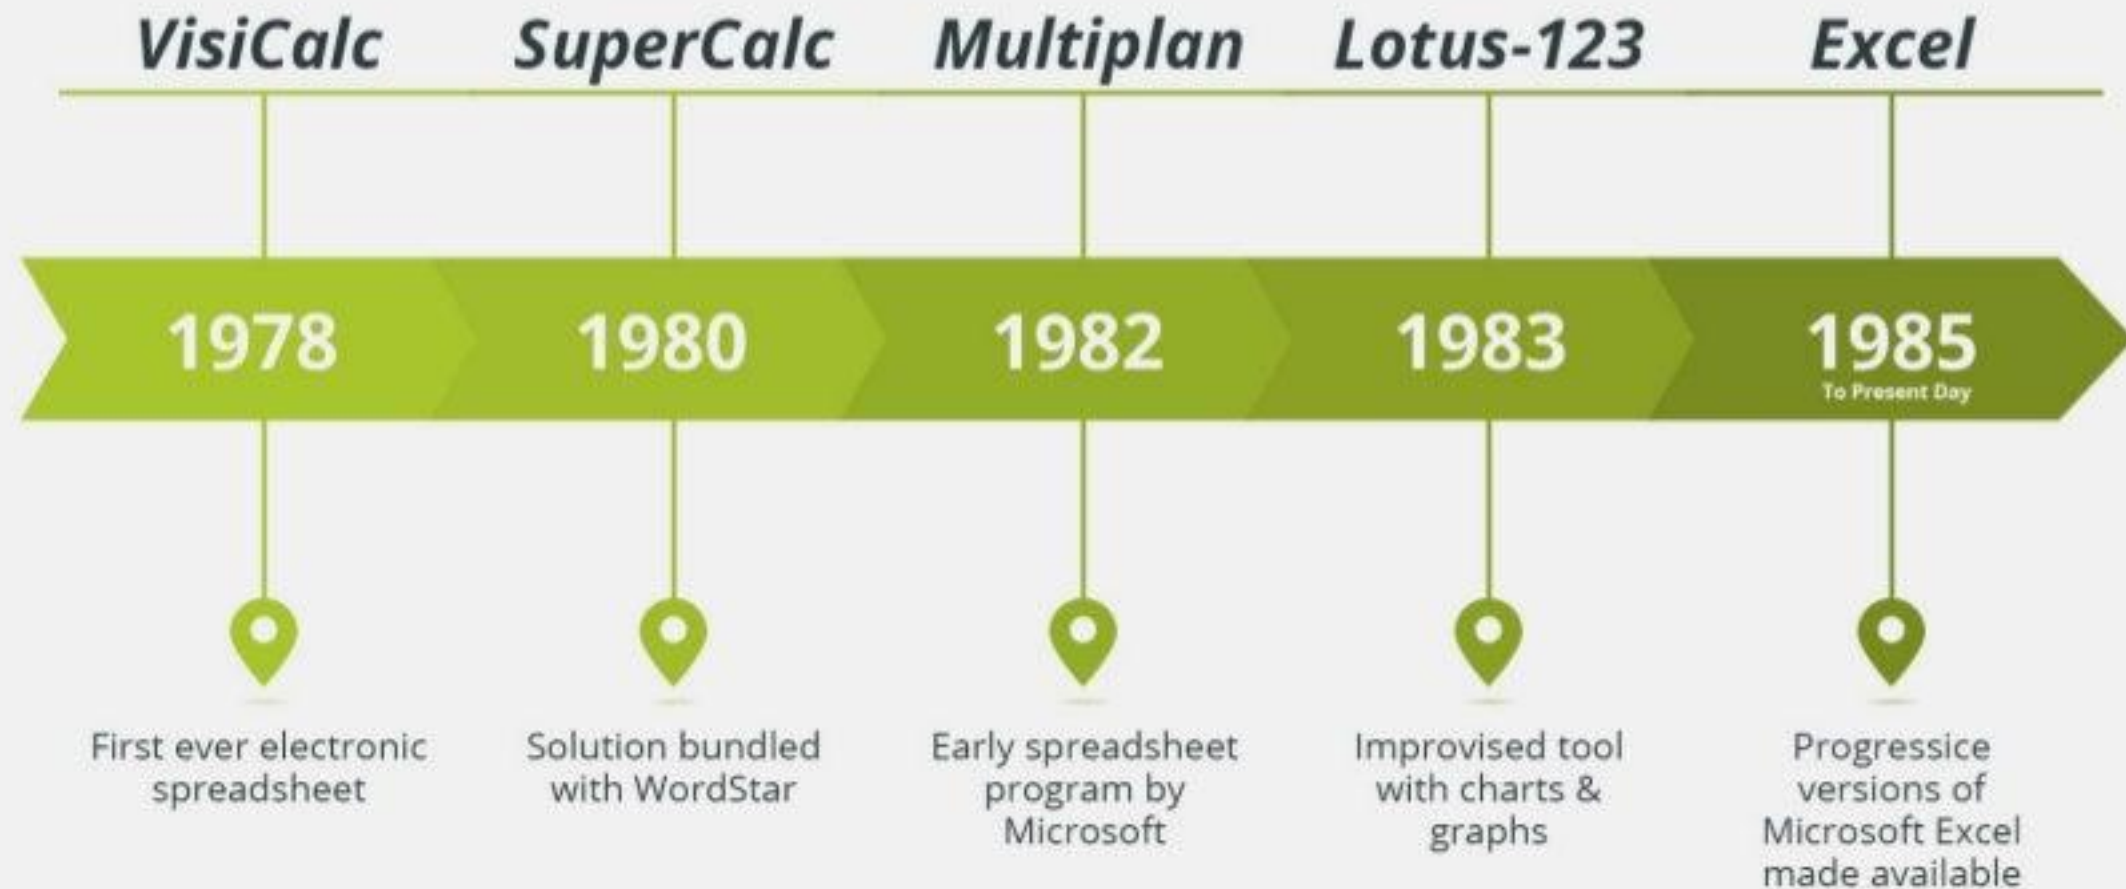 VisiCalc
SuperCalc
Multiplan
Lotus-123
Excel
1978
1980
1982
1983
1985
To Present Day
First ever electronic
spreadsheet
Solution bundled
with WordStar
Early spreadsheet
program by
Microsoft
Improvised tool
with charts &
graphs
Progressice
versions of
Microsoft Excel
made available